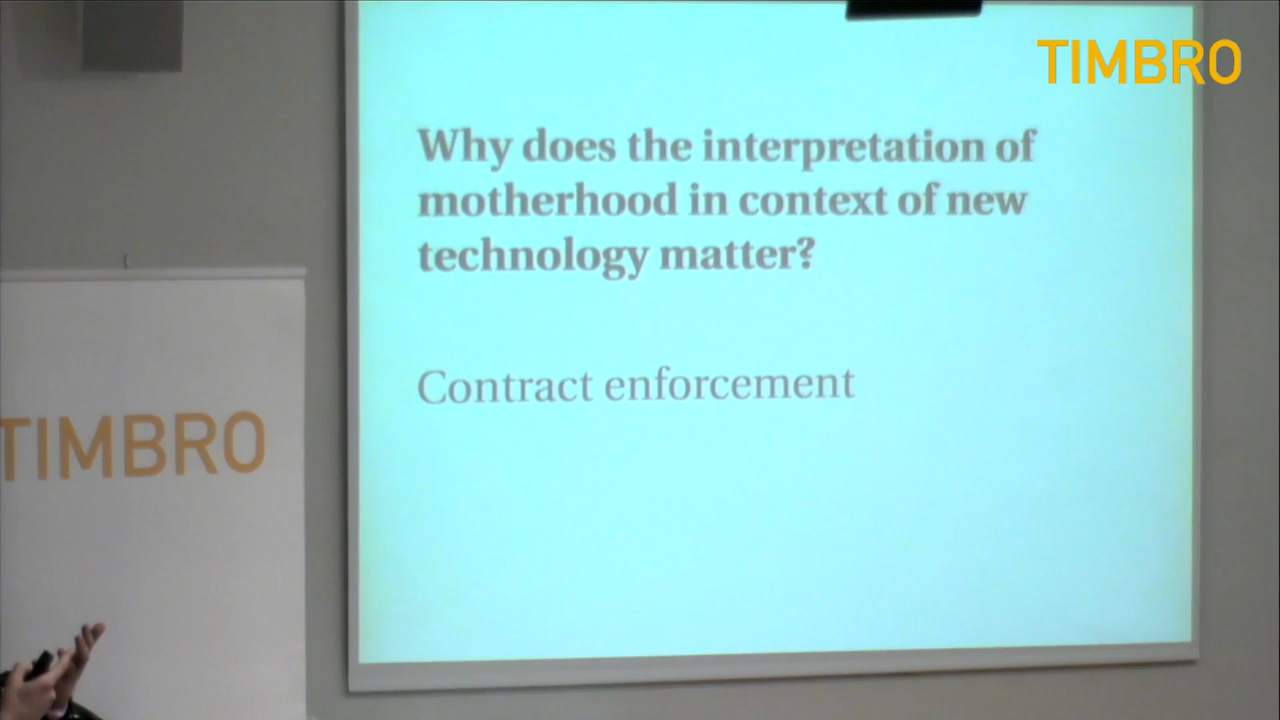 TIMBRO
Why does the interpretation of
motherhood in context of new
technology matter?
Contract enforcement
TIMBRO